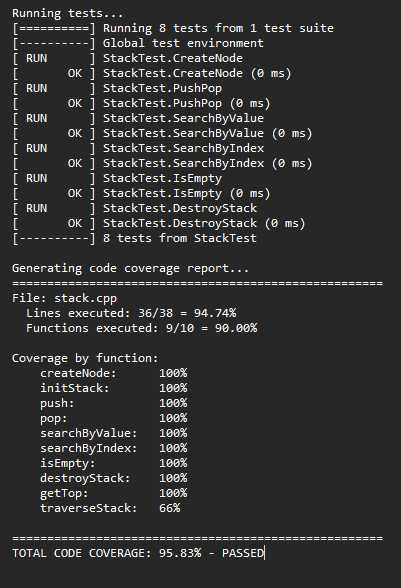 Running tests...
[==========] Running 8 tests from 1 test suite
[----------] Global test environment
[ RUN      ] StackTest.CreateNode
[       OK ] StackTest.CreateNode (0 ms)
[ RUN      ] StackTest.PushPop
[       OK ] StackTest.PushPop (0 ms)
[ RUN      ] StackTest.SearchByValue
[       OK ] StackTest.SearchByValue (0 ms)
[ RUN      ] StackTest.SearchByIndex
[       OK ] StackTest.SearchByIndex (0 ms)
[ RUN      ] StackTest.IsEmpty
[       OK ] StackTest.IsEmpty (0 ms)
[ RUN      ] StackTest.DestroyStack
[       OK ] StackTest.DestroyStack (0 ms)
[----------] 8 tests from StackTest

Generating code coverage report...
====================================================
File: stack.cpp
  Lines executed: 36/38 = 94.74%
  Functions executed: 9/10 = 90.00%

Coverage by function:
    createNode:      100%
    initStack:       100%
    push:            100%
    pop:             100%
    searchByValue:   100%
    searchByIndex:   100%
    isEmpty:         100%
    destroyStack:    100%
    getTop:          100%
    traverseStack:   66%

====================================================
TOTAL CODE COVERAGE: 95.83% - PASSED